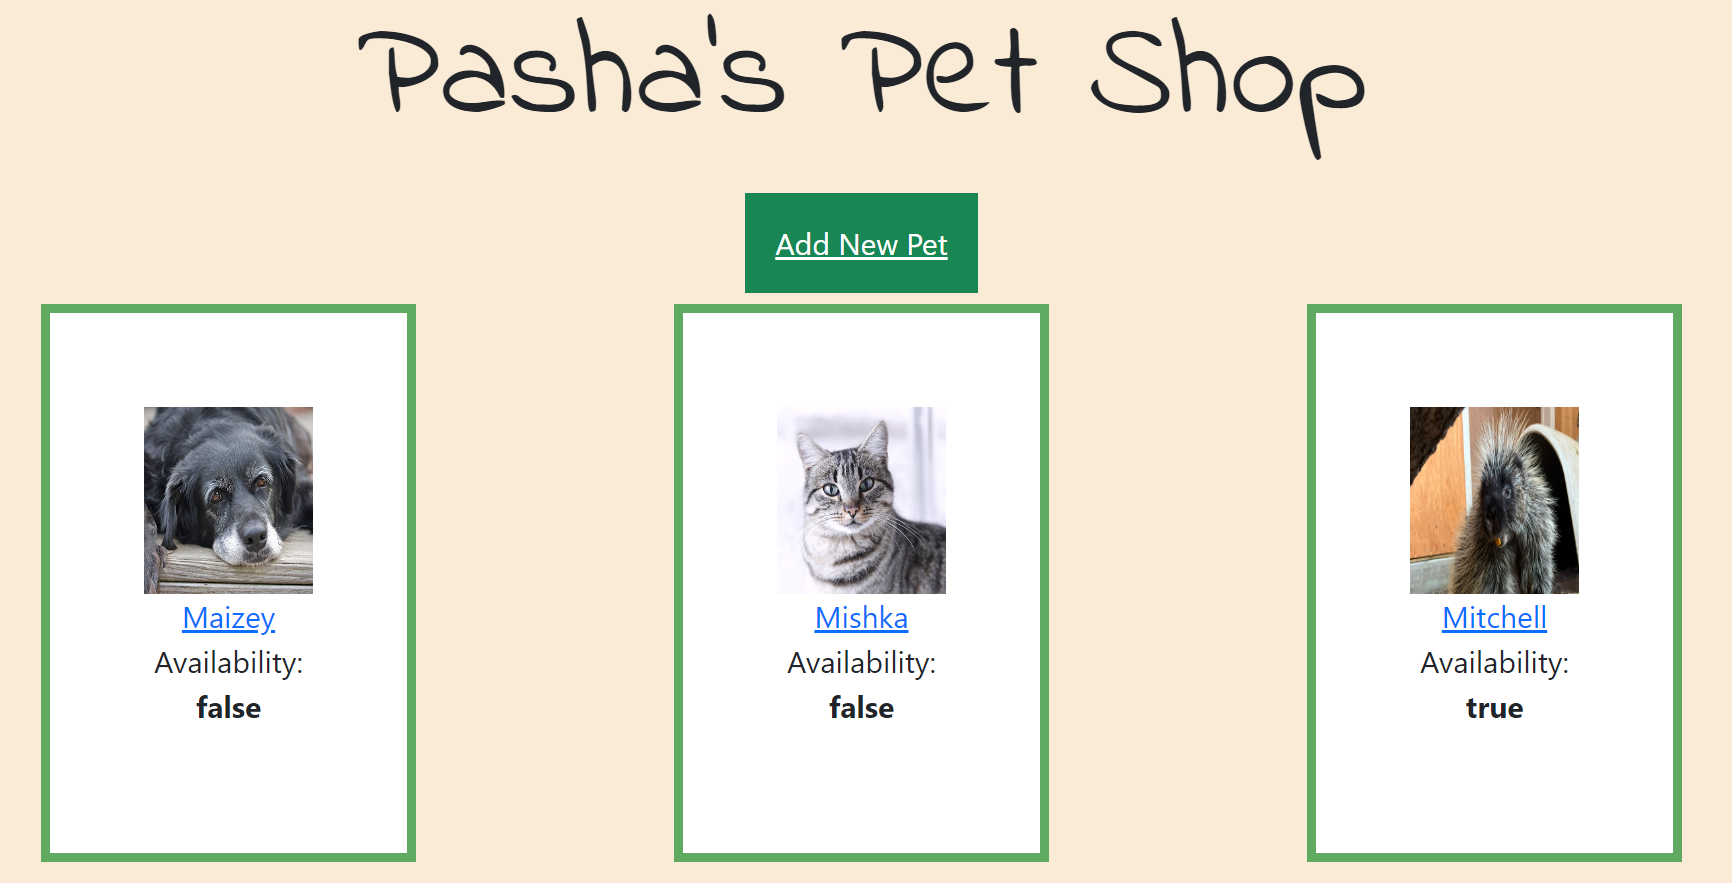 Pasha's Pet Shop
Add New Pet
Maizey
Availability:
false
Mishka
Availability:
false
Mitchell
Availability:
true